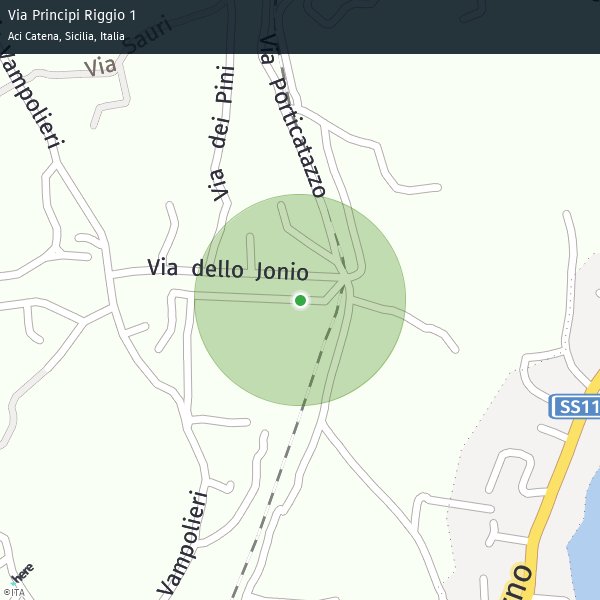 Via Principi Riggio 1
Aci Catena, Sicilia, Italia
Via Sauri
Vampolieri
Via dei Pini
Via Porticatazzo
Via dello Jonio
SS11
Vampolieri
rno
here
©ITA